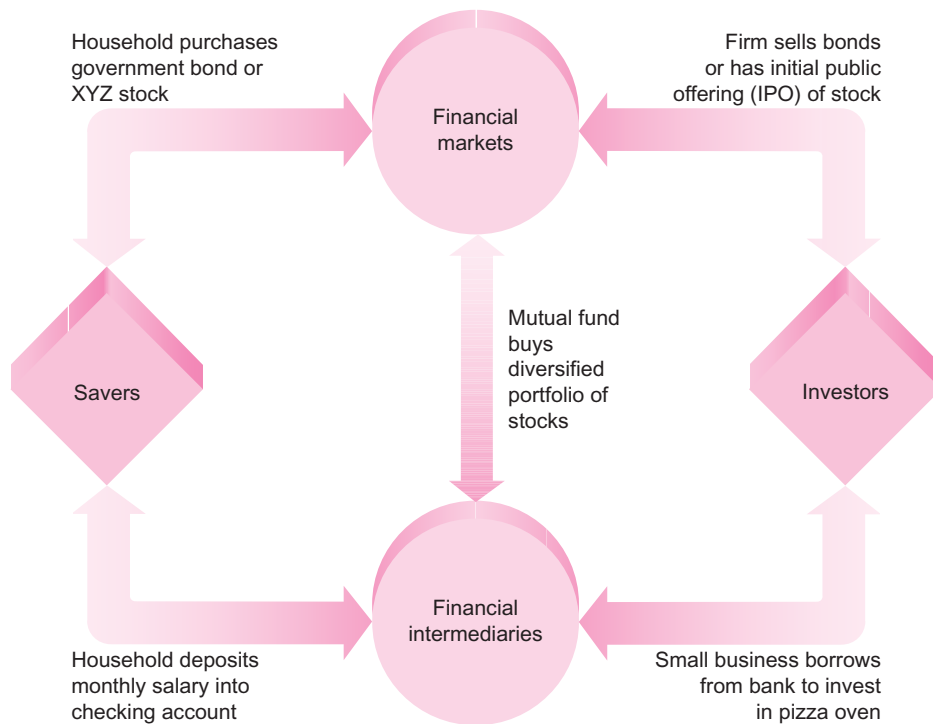 Household purchases
government bond or
XYZ stock
Firm sells bonds
or has initial public
offering (IPO) of stock
Financial
markets
Mutual fund
buys
diversified
portfolio of
stocks
Savers
Investors
Financial
intermediaries
Household deposits
monthly salary into
checking account
Small business borrows
from bank to invest
in pizza oven